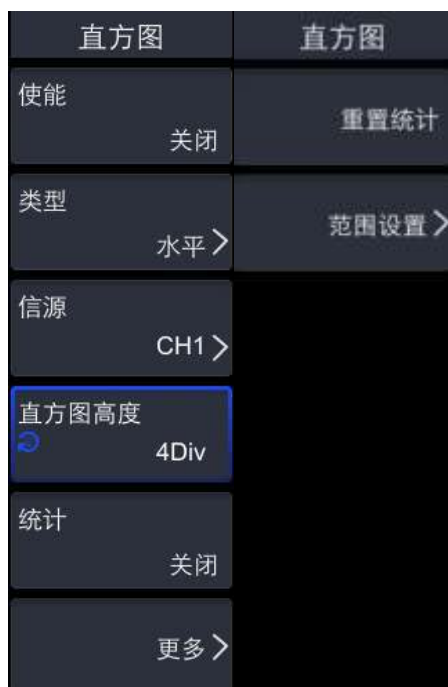 直方图
使能
关闭
类型
水平
信源
CH1
直方图高度
4Div
统计
关闭
更多
直方图
重置统计
范围设置